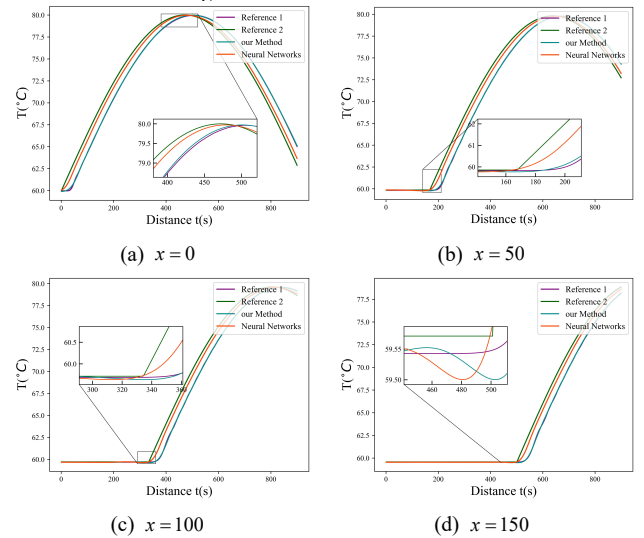 80.0
77.5
75.0
72.5
70.0
67.5
65.0
62.5
60.0
T(°C)
Reference 1
Reference 2
our Method
Neural Networks
80.0
79.5
79.0
400 450 500
0 200 400 600 800
Distance t(s)
(a) x = 0
80.0
77.5
75.0
72.5
70.0
67.5
65.0
62.5
60.0
T(°C)
Reference 1
Reference 2
our Method
Neural Networks
62
61
60
160 180 200
0 200 400 600 800
Distance t(s)
(b) x = 50
80.0
77.5
75.0
72.5
70.0
67.5
65.0
62.5
60.0
T(°C)
Reference 1
Reference 2
our Method
Neural Networks
60.5
60.0
300 320 340 360
0 200 400 600 800
Distance t(s)
(c) x = 100
77.5
75.0
72.5
70.0
67.5
65.0
62.5
60.0
T(°C)
Reference 1
Reference 2
our Method
Neural Networks
59.55
59.50
460 480 500
0 200 400 600 800
Distance t(s)
(d) x = 150